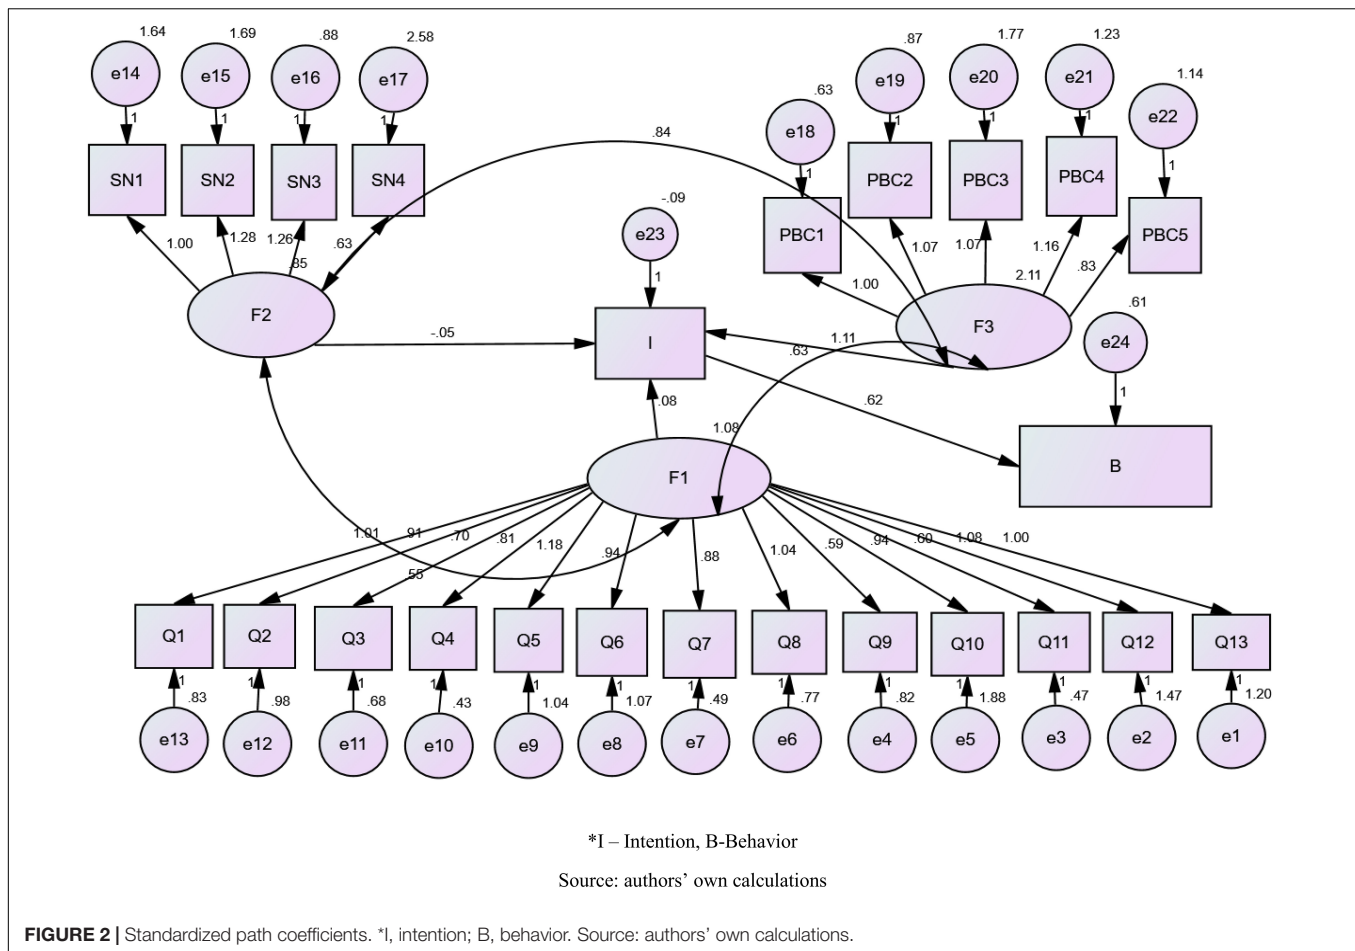 1.64 1.69 .88 2.58 .87 1.77 1.23
e14 e15 e16 e17 e19 e20 e21 1.14
.63
e18 e22
1 1 1 1 .84 1 1 1
1 1
SN1 SN2 SN3 SN4 PBC2 PBC3 PBC4
-.09
e23 PBC1 PBC5
1.00 1.28 1.26 .63 1.07 1.07 1.16 .83
.85 1 1.00 2.11
F2 F3 .61
-.05 I 1.11 e24
.63
.08 .62 1
1.08
F1 B
1.01 .91 .70 .81 1.18 .94 .88 1.04 .59 .94 .60 1.08 1.00
.55
Q1 Q2 Q3 Q4 Q5 Q6 Q7 Q8 Q9 Q10 Q11 Q12 Q13
1 1 1 1 1 1 1 1 1 1 1 1 1
.83 .98 .68 .43 1.04 1.07 .49 .77 .82 1.88 .47 1.47 1.20
e13 e12 e11 e10 e9 e8 e7 e6 e4 e5 e3 e2 e1
*I – Intention, B-Behavior
Source: authors’ own calculations
FIGURE 2 | Standardized path coefficients. *I, intention; B, behavior. Source: authors’ own calculations.